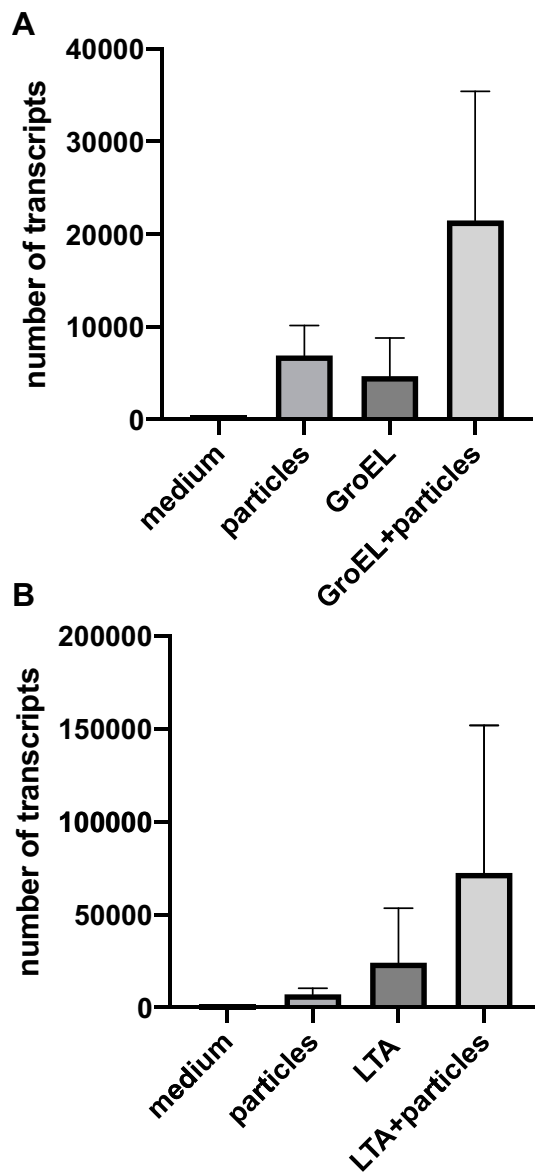 A
number of transcripts
40000
30000
20000
10000
0
medium
particles
GroEL
GroEL+particles
B
number of transcripts
200000
150000
100000
50000
0
medium
particles
LTA
LTA+particles